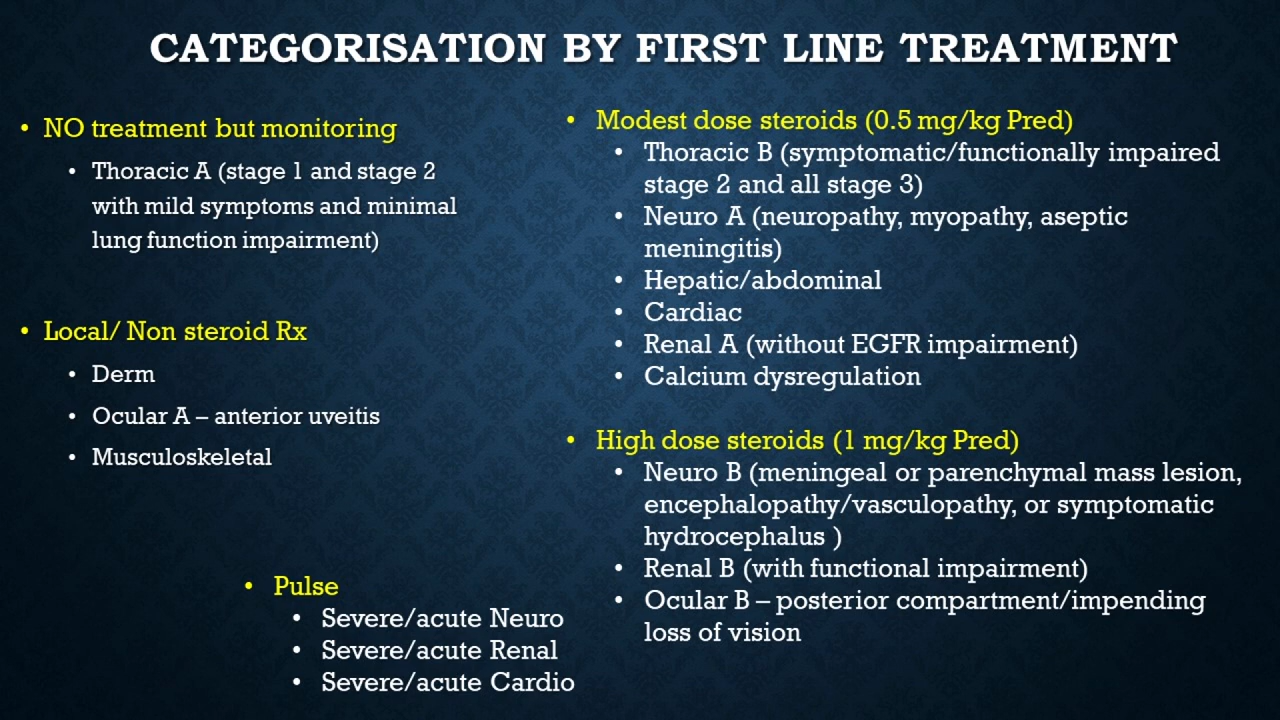 CATEGORISATION BY FIRST LINE TREATMENT
• NO treatment but monitoring
• Thoracic A (stage 1 and stage 2
with mild symptoms and minimal
lung function impairment)
• Local/ Non steroid Rx
• Derm
• Ocular A – anterior uveitis
• Musculoskeletal
• Pulse
• Severe/acute Neuro
• Severe/acute Renal
• Severe/acute Cardio
• Modest dose steroids (0.5 mg/kg Pred)
• Thoracic B (symptomatic/functionally impaired
stage 2 and all stage 3)
• Neuro A (neuropathy, myopathy, aseptic
meningitis)
• Hepatic/abdominal
• Cardiac
• Renal A (without EGFR impairment)
• Calcium dysregulation
• High dose steroids (1 mg/kg Pred)
• Neuro B (meningeal or parenchymal mass lesion,
encephalopathy/vasculopathy, or symptomatic
hydrocephalus )
• Renal B (with functional impairment)
• Ocular B – posterior compartment/impending
loss of vision